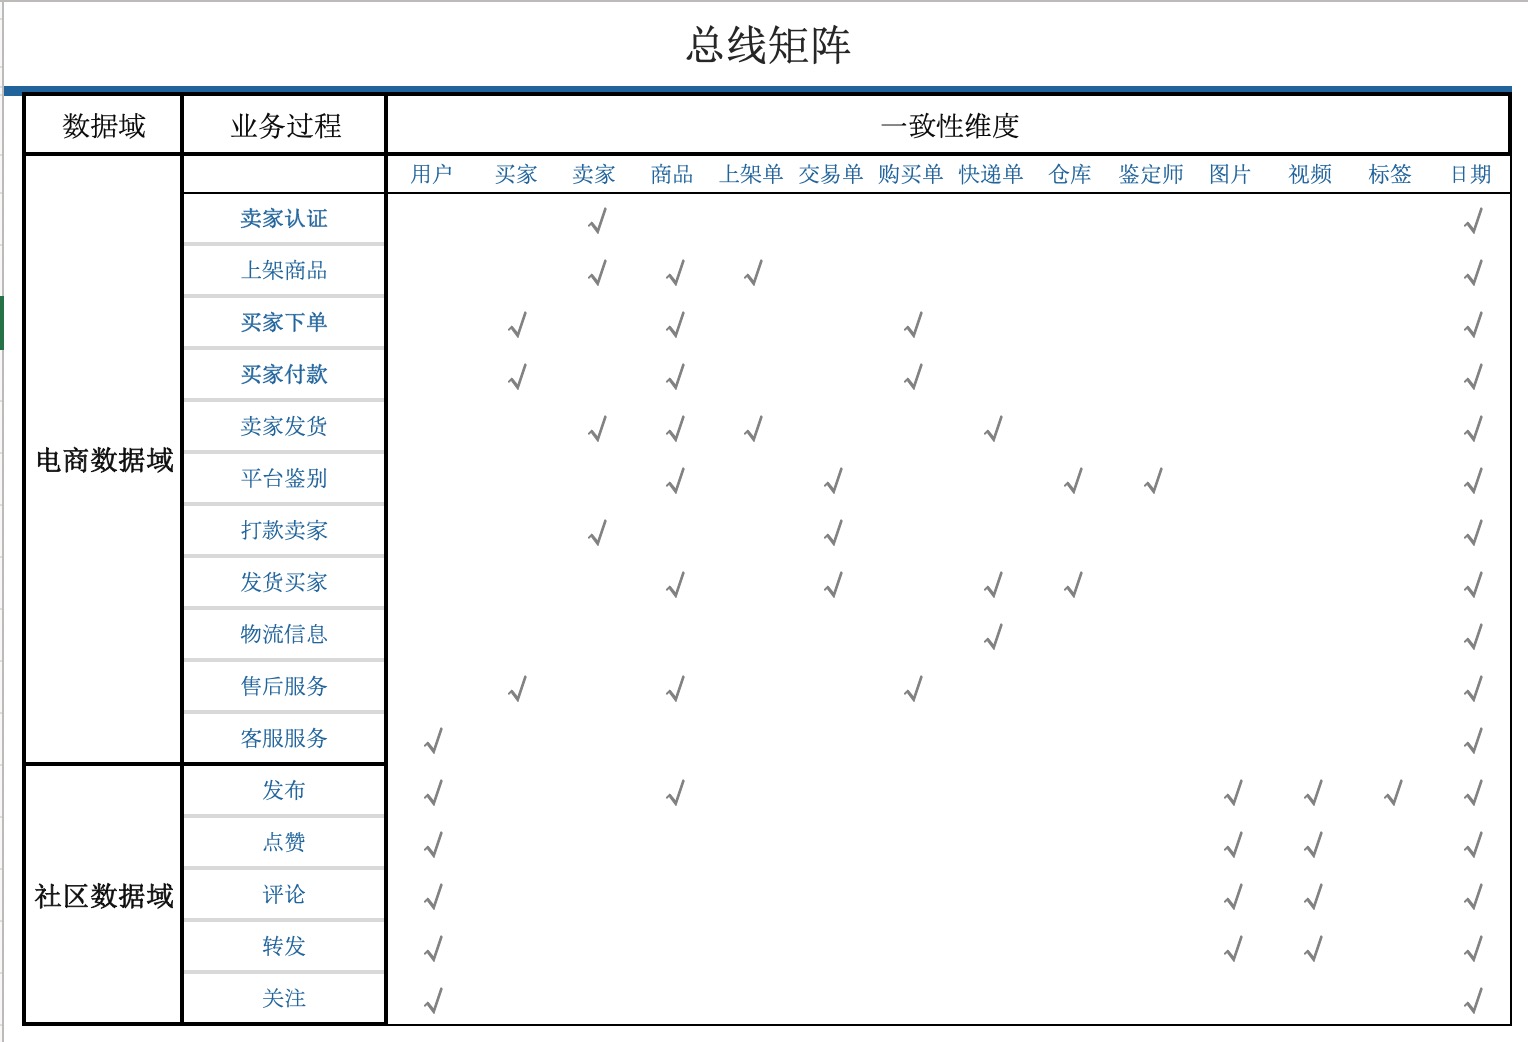 总线矩阵
数据域 业务过程 一致性维度
用户 买家 卖家 商品 上架单 交易单 购买单 快递单 仓库 鉴定师 图片 视频 标签 日期
卖家认证 √ √
上架商品 √ √ √ √
买家下单 √ √ √ √
买家付款 √ √ √ √
卖家发货 √ √ √ √ √
电商数据域
平台鉴别 √ √ √ √ √
打款卖家 √ √ √
发货买家 √ √ √ √ √
物流信息 √ √
售后服务 √ √ √ √
客服服务 √ √
发布 √ √ √ √ √ √
点赞 √ √ √ √
社区数据域
评论 √ √ √ √
转发 √ √ √ √
关注 √ √